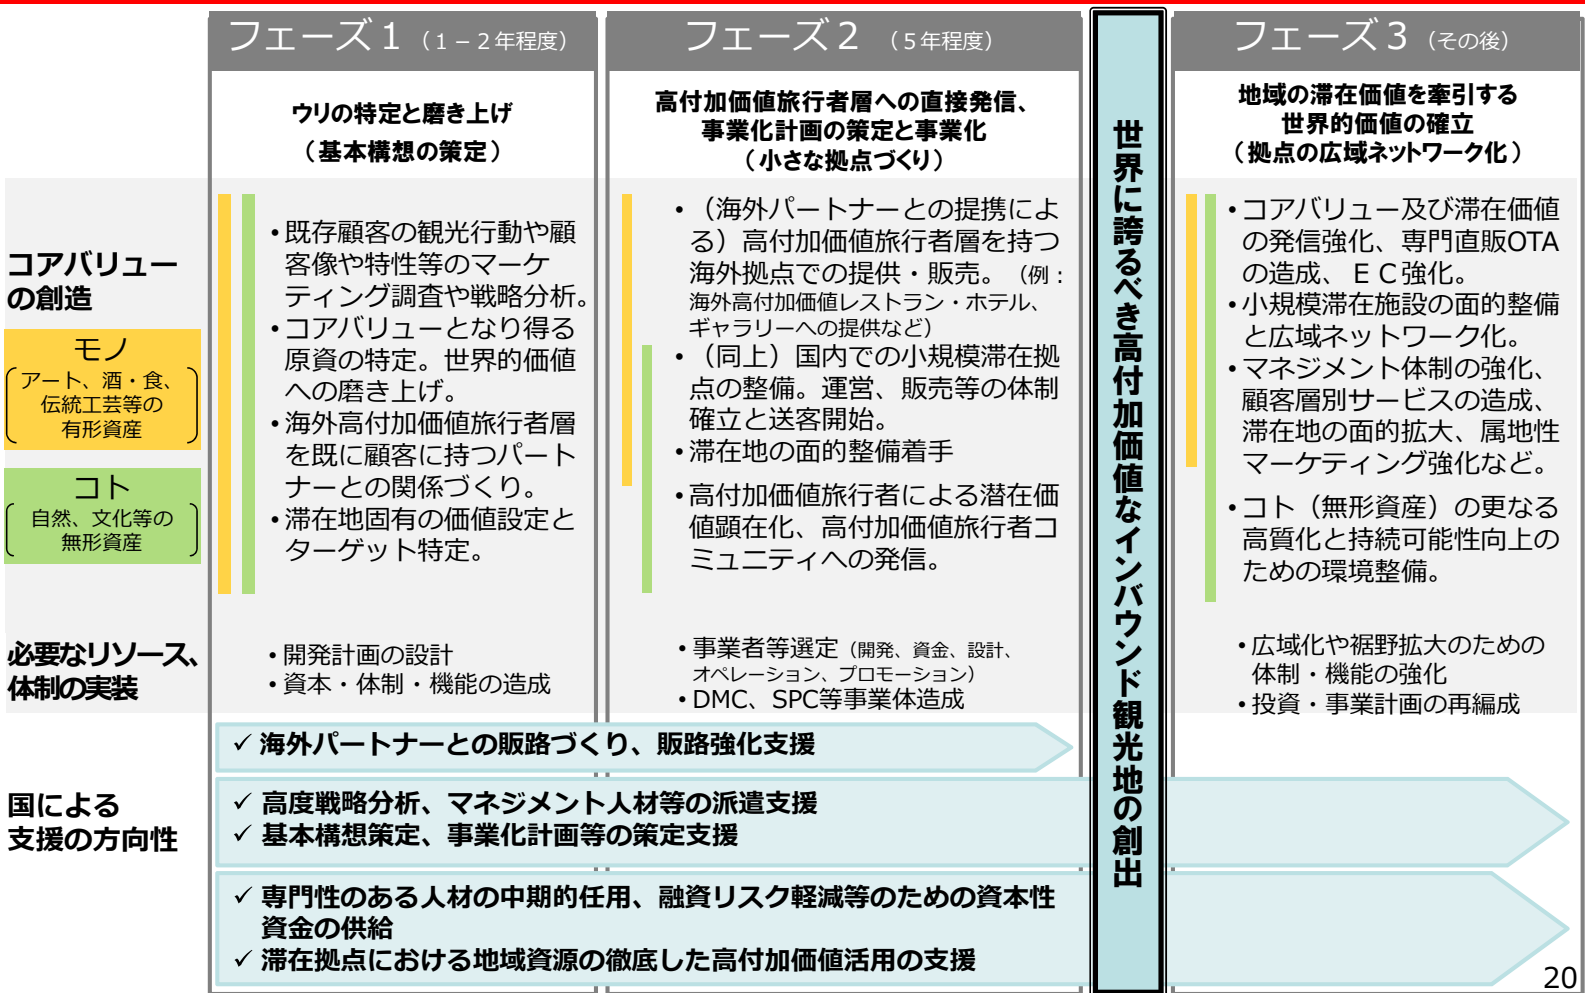 フェーズ１（１－２年程度）
フェーズ２（５年程度）
フェーズ３（その後）
ウリの特定と磨き上げ
（基本構想の策定）
高付加価値旅行者層への直接発信、
事業化計画の策定と事業化
（小さな拠点づくり）
地域の滞在価値を牽引する
世界的価値の確立
（拠点の広域ネットワーク化）
世界に誇るべき高付加価値なインバウンド観光地の創出
コアバリュー
の創造
モノ
アート、酒・食、
伝統工芸等の
有形資産
コト
自然、文化等の
無形資産
•既存顧客の観光行動や顧
客像や特性等のマーケ
ティング調査や戦略分析。
•コアバリューとなり得る
原資の特定。世界的価値
への磨き上げ。
•海外高付加価値旅行者層
を既に顧客に持つパート
ナーとの関係づくり。
•滞在地固有の価値設定と
ターゲット特定。
•（海外パートナーとの提携によ
る）高付加価値旅行者層を持つ
海外拠点での提供・販売。（例：
海外高付加価値レストラン・ホテル、
ギャラリーへの提供など）
•（同上）国内での小規模滞在拠
点の整備。運営、販売等の体制
確立と送客開始。
•滞在地の面的整備着手
•高付加価値旅行者による潜在価
値顕在化、高付加価値旅行者コ
ミュニティへの発信。
•コアバリュー及び滞在価値
の発信強化、専門直販OTA
の造成、ＥＣ強化。
•小規模滞在施設の面的整備
と広域ネットワーク化。
•マネジメント体制の強化、
顧客層別サービスの造成、
滞在地の面的拡大、属地性
マーケティング強化など。
•コト（無形資産）の更なる
高質化と持続可能性向上の
ための環境整備。
必要なリソース、
体制の実装
•開発計画の設計
•資本・体制・機能の造成
•事業者等選定（開発、資金、設計、
オペレーション、プロモーション）
•DMC、SPC等事業体造成
•広域化や裾野拡大のための
体制・機能の強化
•投資・事業計画の再編成
国による
支援の方向性
✓海外パートナーとの販路づくり、販路強化支援
✓高度戦略分析、マネジメント人材等の派遣支援
✓基本構想策定、事業化計画等の策定支援
✓専門性のある人材の中期的任用、融資リスク軽減等のための資本性
資金の供給
✓滞在拠点における地域資源の徹底した高付加価値活用の支援
20